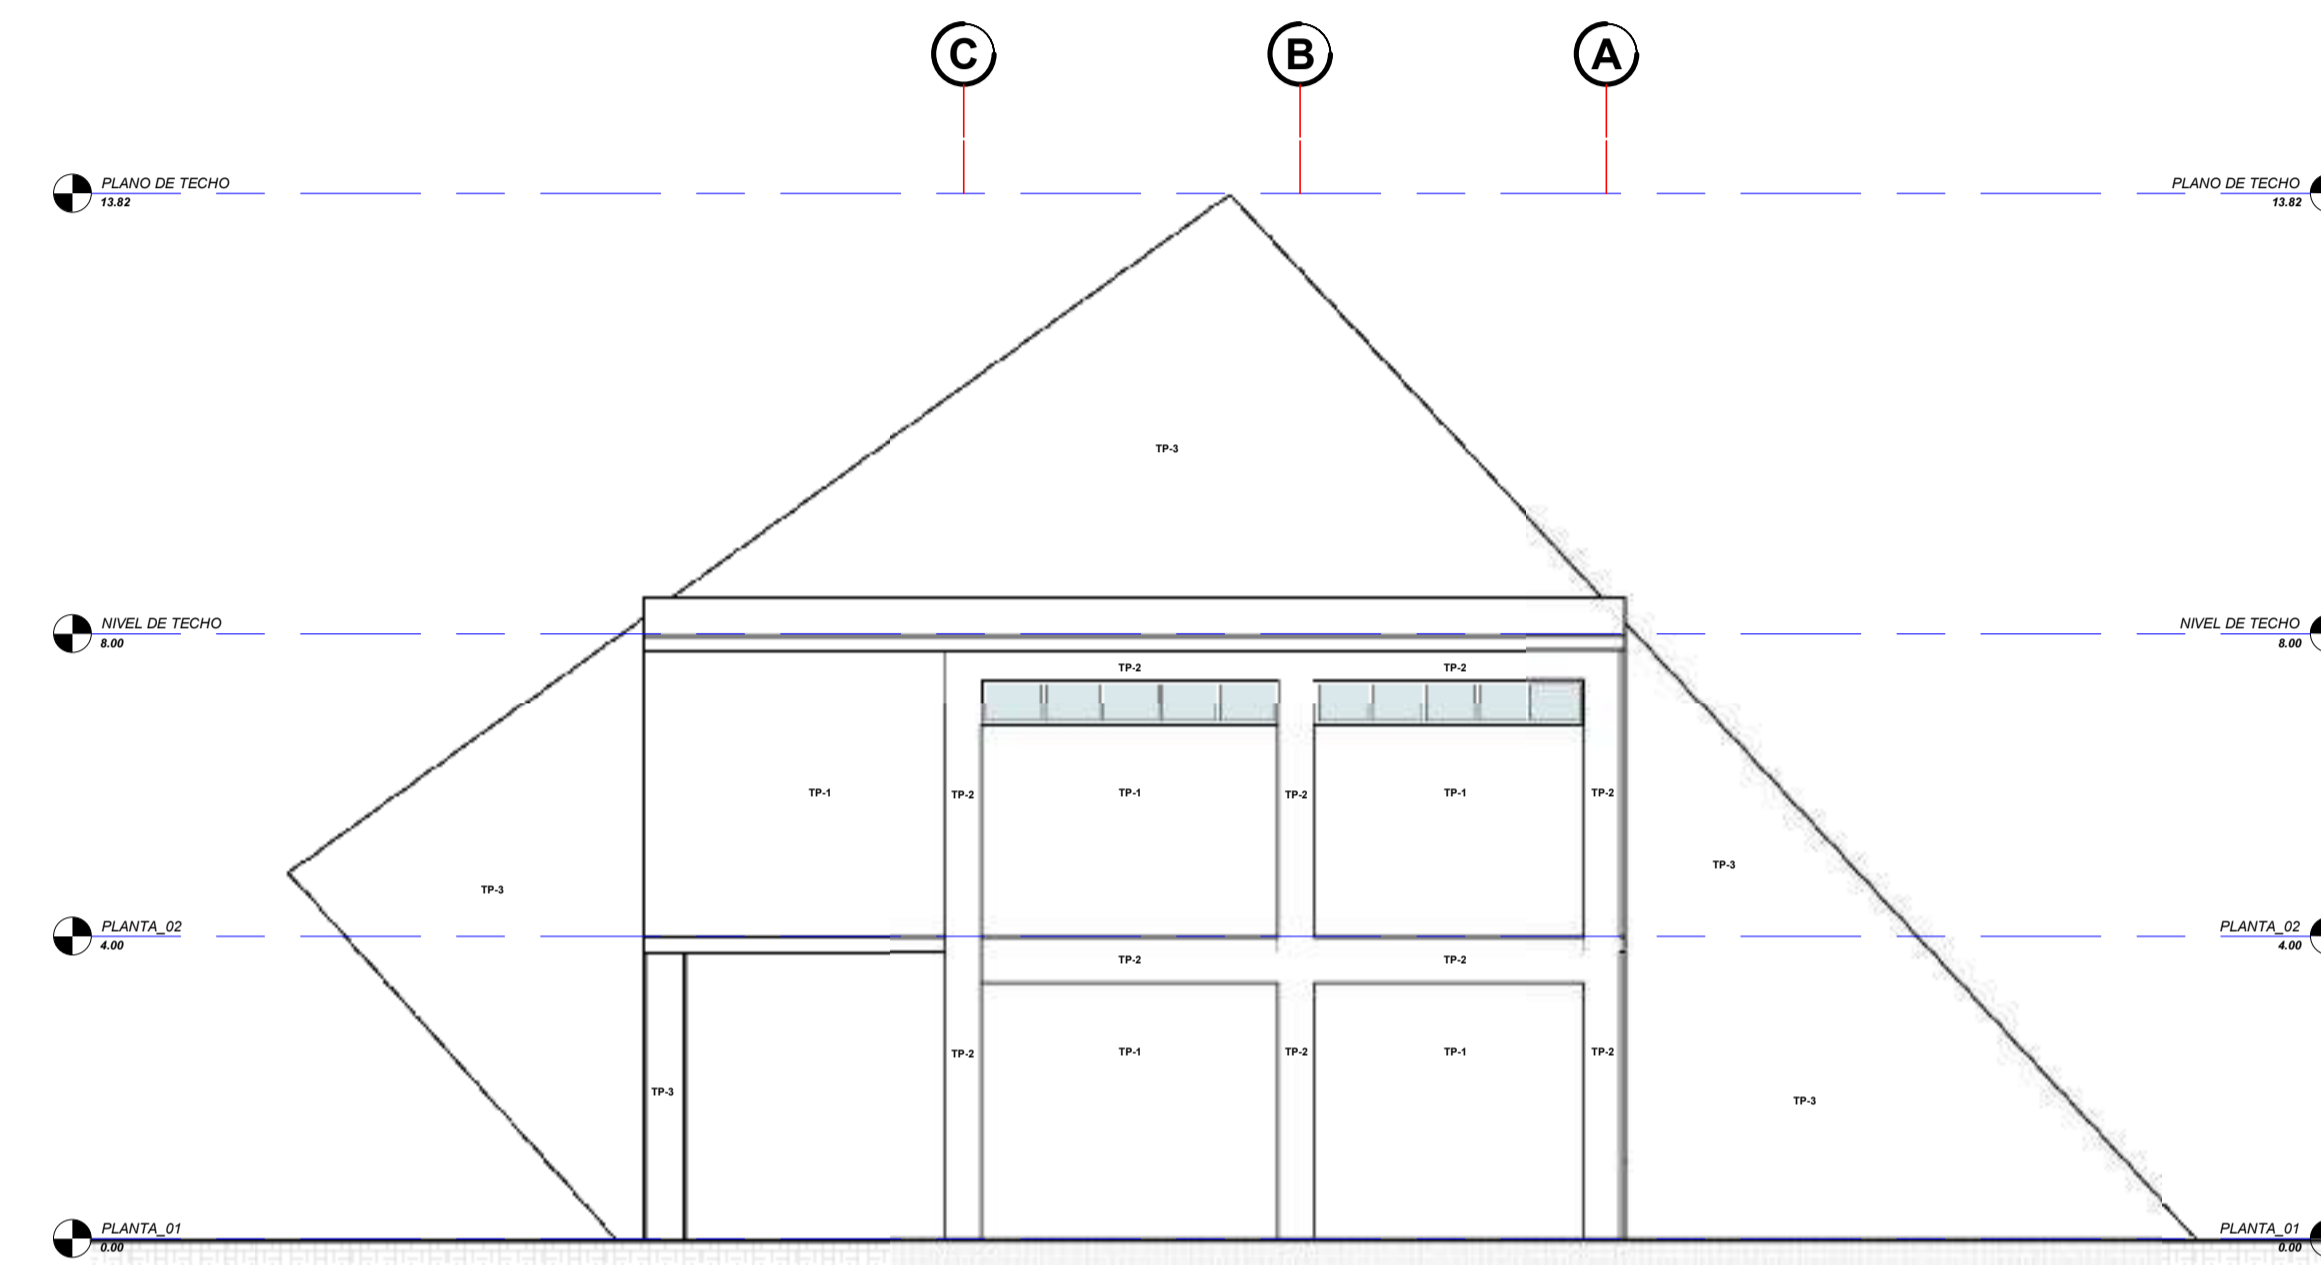 C B A
PLANO DE TECHO PLANO DE TECHO
13.82 13.82
TP-3
NIVEL DE TECHO NIVEL DE TECHO
8.00 8.00
TP-2 TP-2
TP-1 TP-2 TP-1 TP-2 TP-1 TP-2
TP-3
TP-3
PLANTA_02 PLANTA_02
4.00 4.00
TP-2 TP-2
TP-2 TP-1 TP-2 TP-1 TP-2
TP-3
TP-3
PLANTA_01 PLANTA_01
0.00 0.00